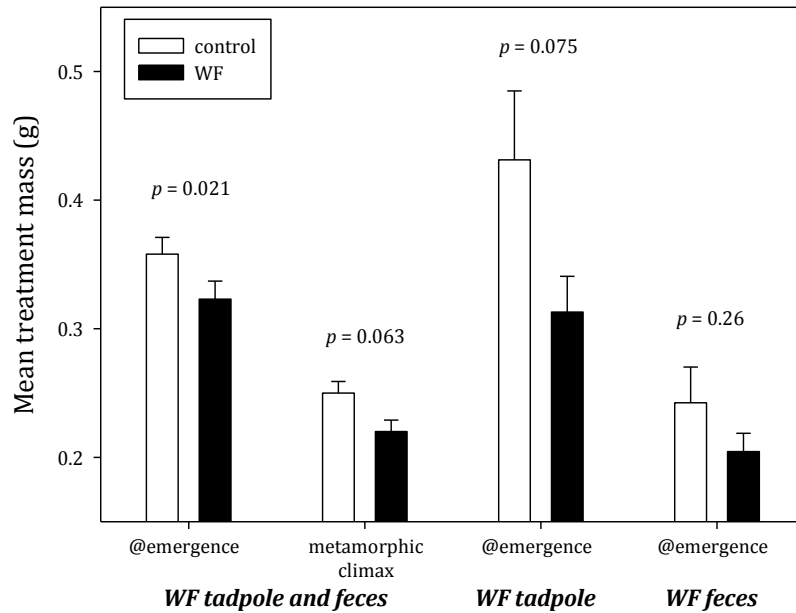 control
WF
p = 0.075
p = 0.021
p = 0.063
p = 0.26
Mean treatment mass (g)
0.5
0.4
0.3
0.2
@emergence
metamorphic
climax
@emergence
@emergence
WF tadpole and feces
WF tadpole
WF feces